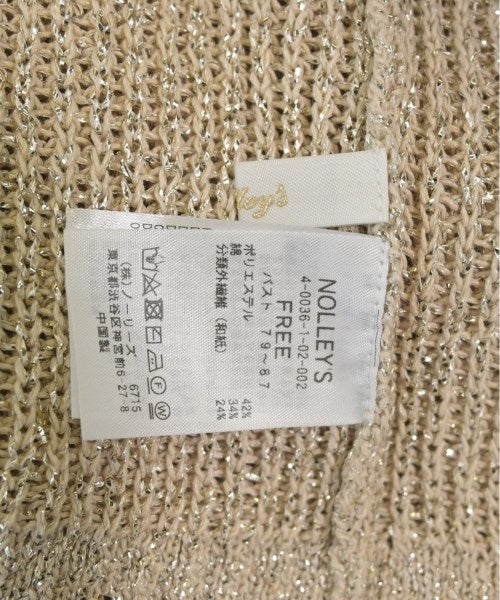 ley's
NOLLEY'S
4-0036-1-02-002
FREE
バスト 79~87
ポリエステル 42%
綿 34%
分類外繊維 (和紙) 24%
(株) ノーリーズ 6715
東京都渋谷区神宮前6 27-8
中国製